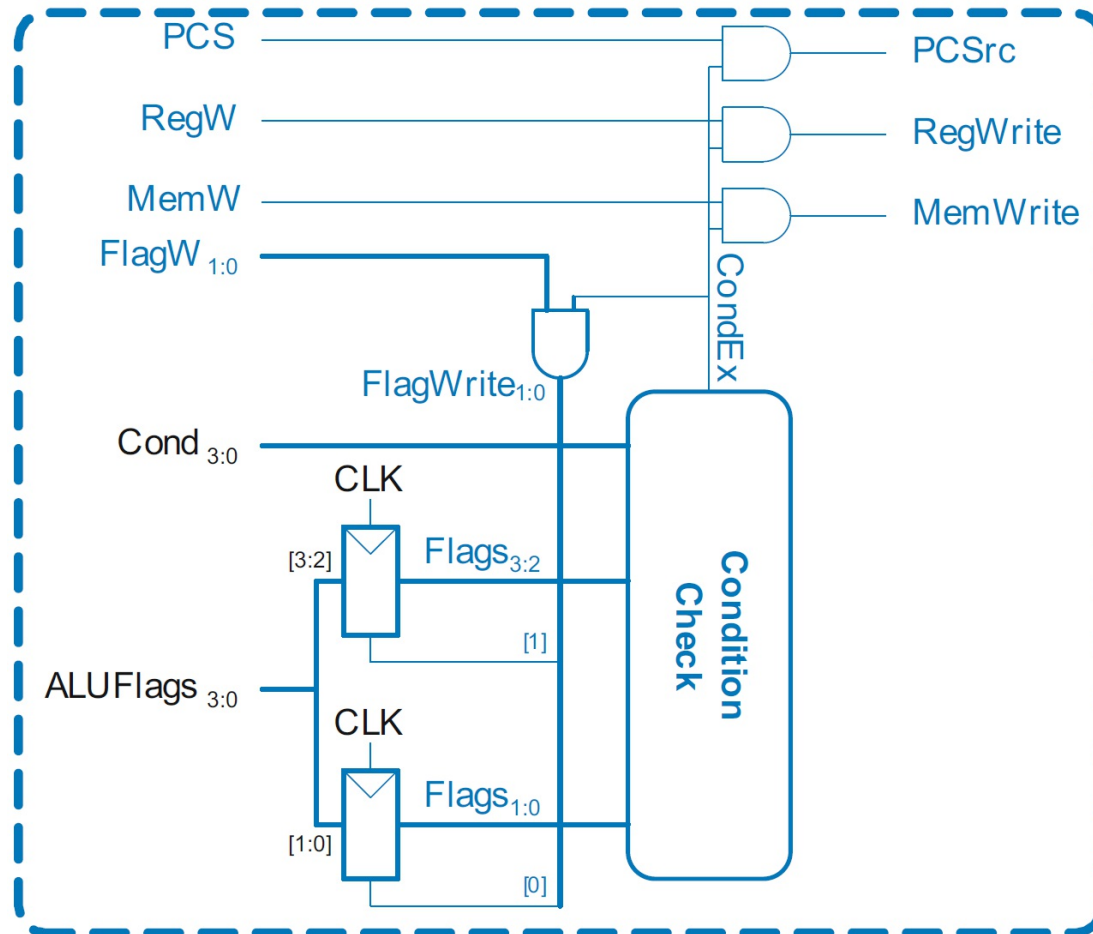 PCS
PCSrc
RegW
RegWrite
MemW
MemWrite
FlagW 1:0
CondEx
FlagWrite1:0
Cond 3:0
CLK
[3:2]
Flags3:2
[1]
Condition
Check
ALUFlags 3:0
CLK
Flags1:0
[1:0]
[0]